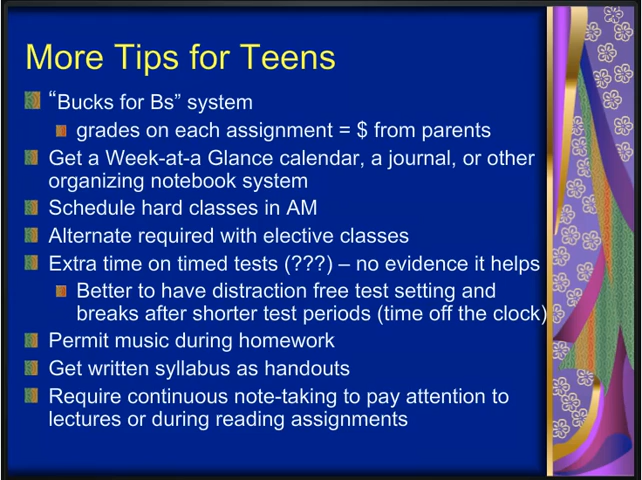 More Tips for Teens
“Bucks for Bs” system
grades on each assignment = $ from parents
Get a Week-at-a Glance calendar, a journal, or other
organizing notebook system
Schedule hard classes in AM
Alternate required with elective classes
Extra time on timed tests (???) – no evidence it helps
Better to have distraction free test setting and
breaks after shorter test periods (time off the clock)
Permit music during homework
Get written syllabus as handouts
Require continuous note-taking to pay attention to
lectures or during reading assignments